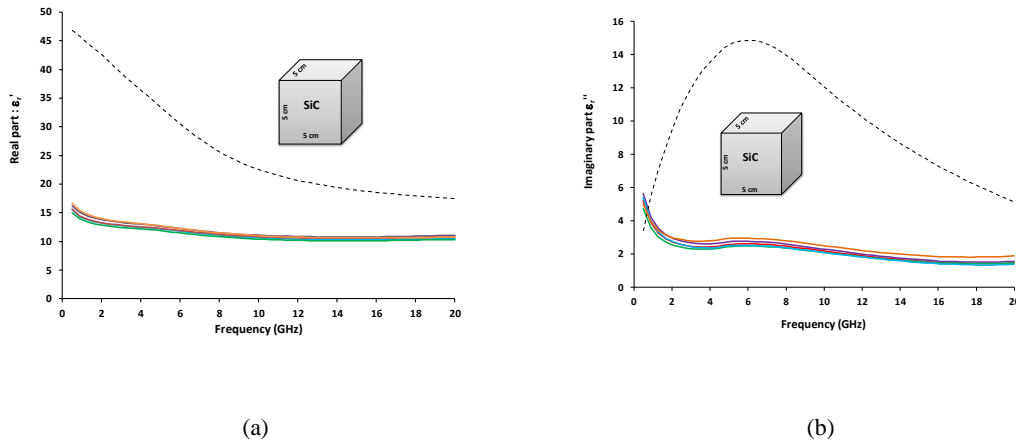 50
45
40
35
30
25
20
15
10
5
0
Real part : εr'
5 cm
5 cm
SiC
5 cm
0 2 4 6 8 10 12 14 16 18 20
Frequency (GHz)
(a)
16
14
12
10
8
6
4
2
0
Imaginary part εr''
5 cm
5 cm
SiC
5 cm
0 2 4 6 8 10 12 14 16 18 20
Frequency (GHz)
(b)